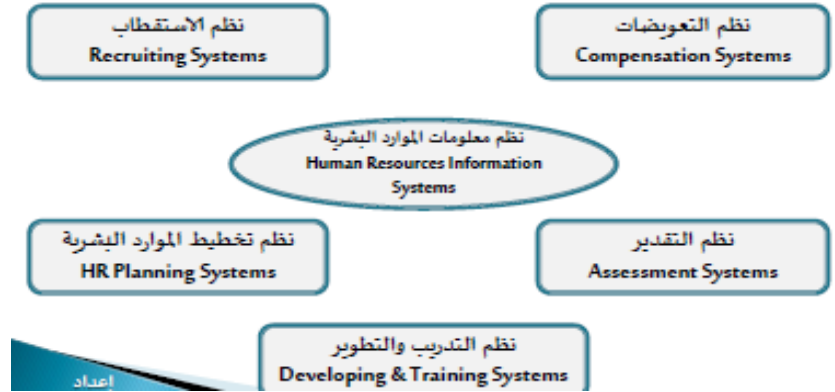 نظم الاستقطاب
Recruiting Systems
نظم التعويضات
Compensation Systems
نظم معلومات الموارد البشرية
Human Resources Information
Systems
نظم تخطيط الموارد البشرية
HR Planning Systems
نظم التقدير
Assessment Systems
نظم التدريب والتطوير
Developing & Training Systems
إعداد